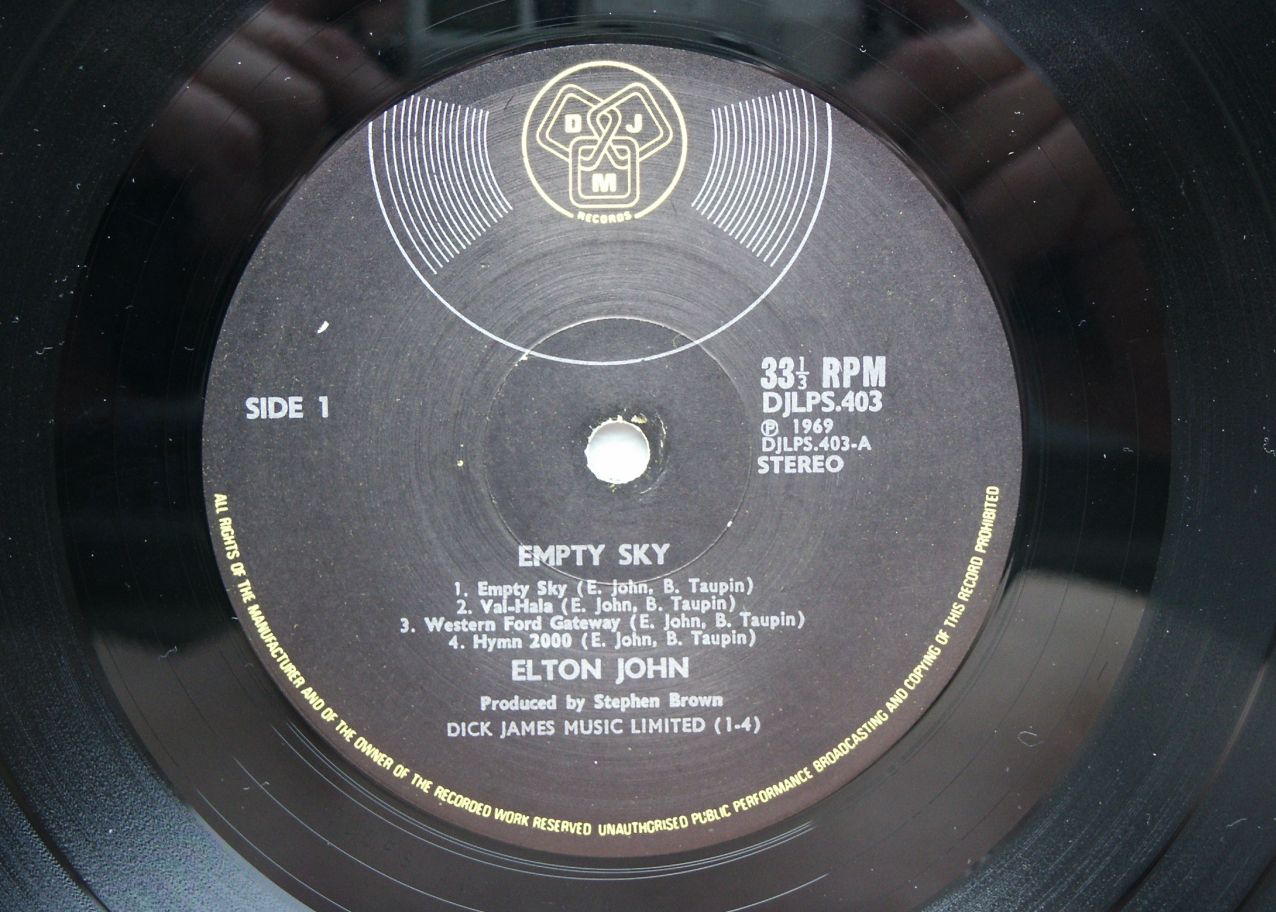 D J
M
RECORDS
SIDE 1
33⅓ RPM
DJLPS.403
Ⓟ 1969
DJLPS.403-A
STEREO
EMPTY SKY
1. Empty Sky (E. John, B. Taupin)
2. Val-Hala (E. John, B. Taupin)
3. Western Ford Gateway (E. John, B. Taupin)
4. Hymn 2000 (E. John, B. Taupin)
ELTON JOHN
Produced by Stephen Brown
DICK JAMES MUSIC LIMITED (1-4)
ALL RIGHTS OF THE MANUFACTURER AND OF THE OWNER OF THE RECORDED WORK RESERVED UNAUTHORISED PUBLIC PERFORMANCE BROADCASTING AND COPYING OF THIS RECORD PROHIBITED